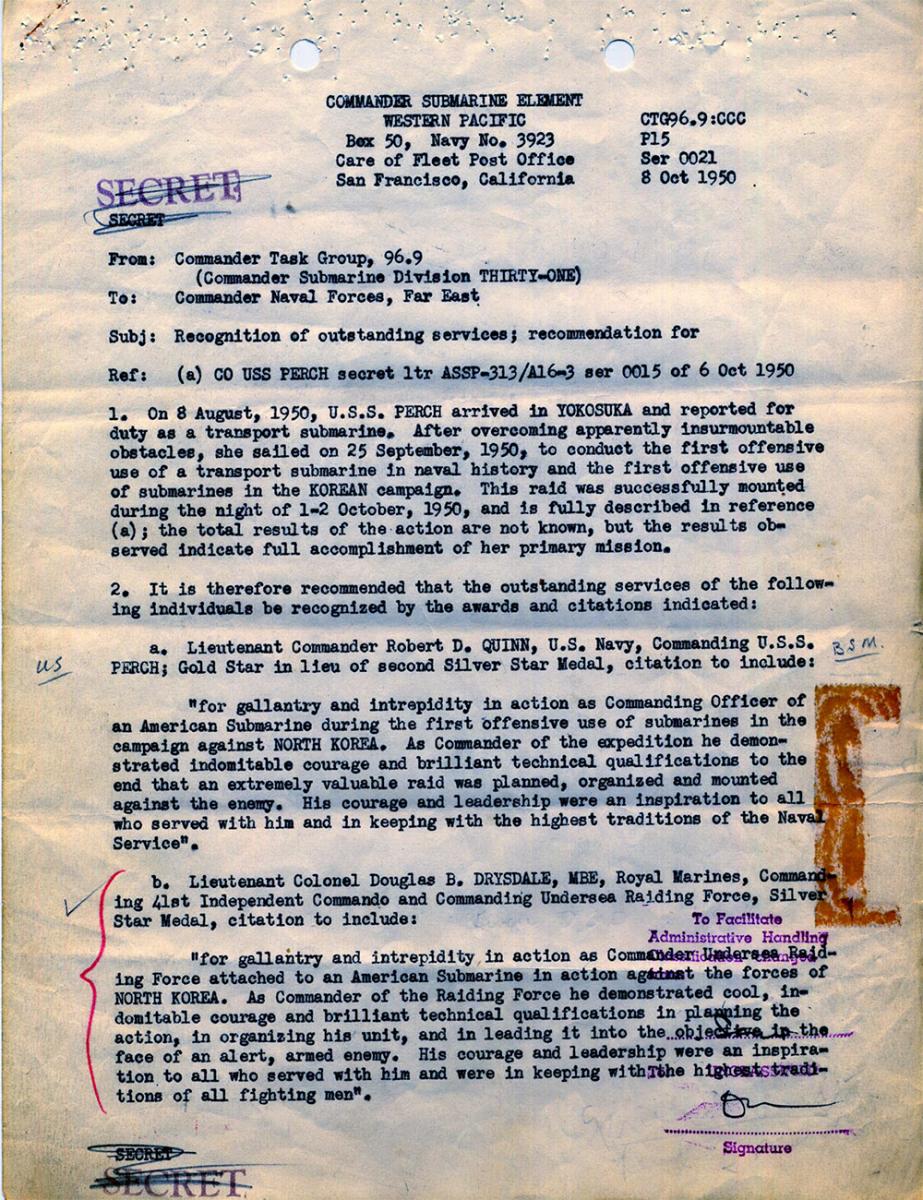 COMMANDER SUBMARINE ELEMENT
WESTERN PACIFIC
Box 50, Navy No. 3923
Care of Fleet Post Office
San Francisco, California
CTG96.9:CCC
P15
Ser 0021
8 Oct 1950
SECRET
SECRET
From: Commander Task Group, 96.9
(Commander Submarine Division THIRTY-ONE)
To: Commander Naval Forces, Far East
Subj: Recognition of outstanding services; recommendation for
Ref: (a) CO USS PERCH secret ltr ASSP-313/A16-3 ser 0015 of 6 Oct 1950
1. On 8 August, 1950, U.S.S. PERCH arrived in YOKOSUKA and reported for
duty as a transport submarine. After overcoming apparently insurmountable
obstacles, she sailed on 25 September, 1950, to conduct the first offensive
use of a transport submarine in naval history and the first offensive use
of submarines in the KOREAN campaign. This raid was successfully mounted
during the night of 1-2 October, 1950, and is fully described in reference
(a); the total results of the action are not known, but the results ob-
served indicate full accomplishment of her primary mission.
2. It is therefore recommended that the outstanding services of the follow-
ing individuals be recognized by the awards and citations indicated:
a. Lieutenant Commander Robert D. QUINN, U.S. Navy, Commanding U.S.S.
PERCH; Gold Star in lieu of second Silver Star Medal, citation to include:
US
BSM.
"for gallantry and intrepidity in action as Commanding Officer of
an American Submarine during the first offensive use of submarines in the
campaign against NORTH KOREA. As Commander of the expedition he demon-
strated indomitable courage and brilliant technical qualifications to the
end that an extremely valuable raid was planned, organized and mounted
against the enemy. His courage and leadership were an inspiration to all
who served with him and in keeping with the highest traditions of the Naval
Service".
b. Lieutenant Colonel Douglas B. DRYSDALE, MBE, Royal Marines, Command-
ing 41st Independent Commando and Commanding Undersea Raiding Force, Silver
Star Medal, citation to include:
To Facilitate
Administrative Handling
"for gallantry and intrepidity in action as Commander Undersea Raid-
ing Force attached to an American Submarine in action against the forces of
NORTH KOREA. As Commander of the Raiding Force he demonstrated cool, in-
domitable courage and brilliant technical qualifications in planning the
action, in organizing his unit, and in leading it into the objective in the
face of an alert, armed enemy. His courage and leadership were an inspira-
tion to all who served with him and were in keeping with the highest tradi-
tions of all fighting men".
Signature
SECRET
SECRET